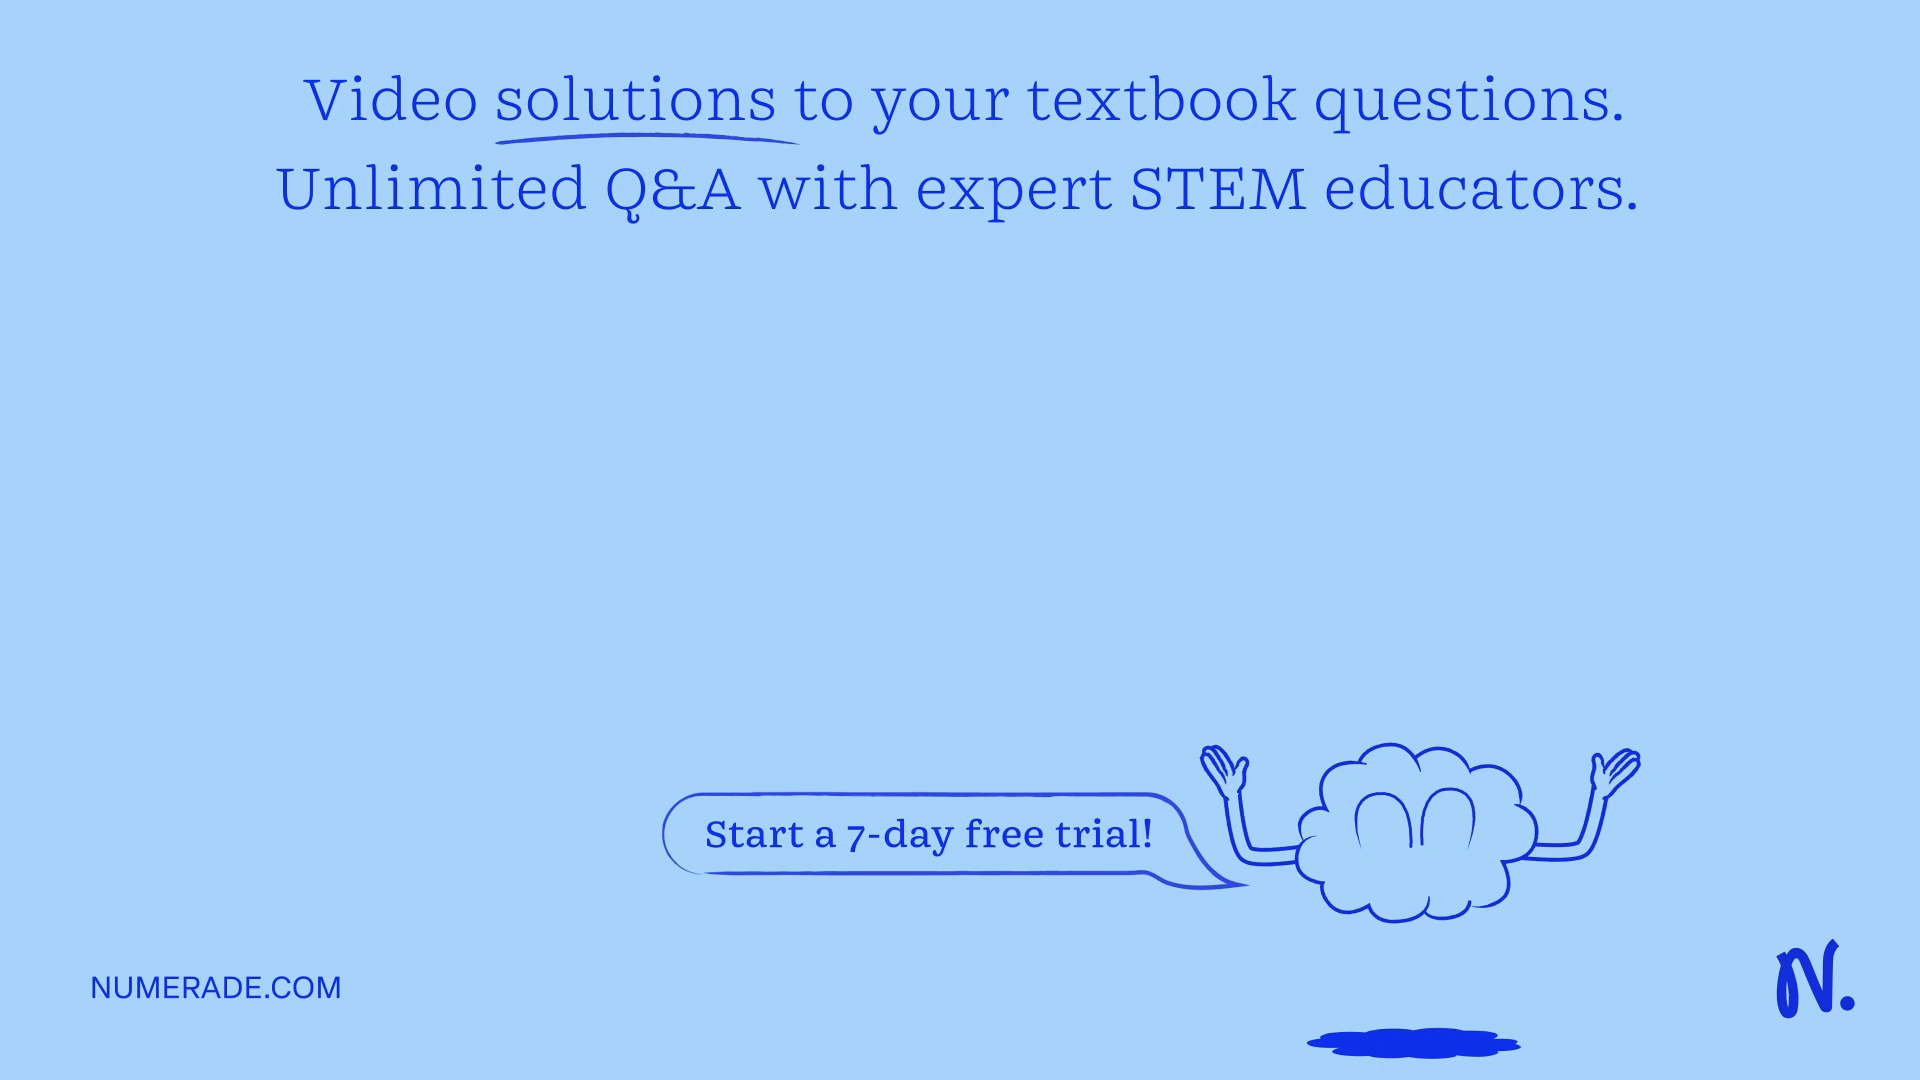 Video solutions to your textbook questions.
Unlimited Q&A with expert STEM educators.
Start a 7-day free trial!
NUMERADE.COM
N.